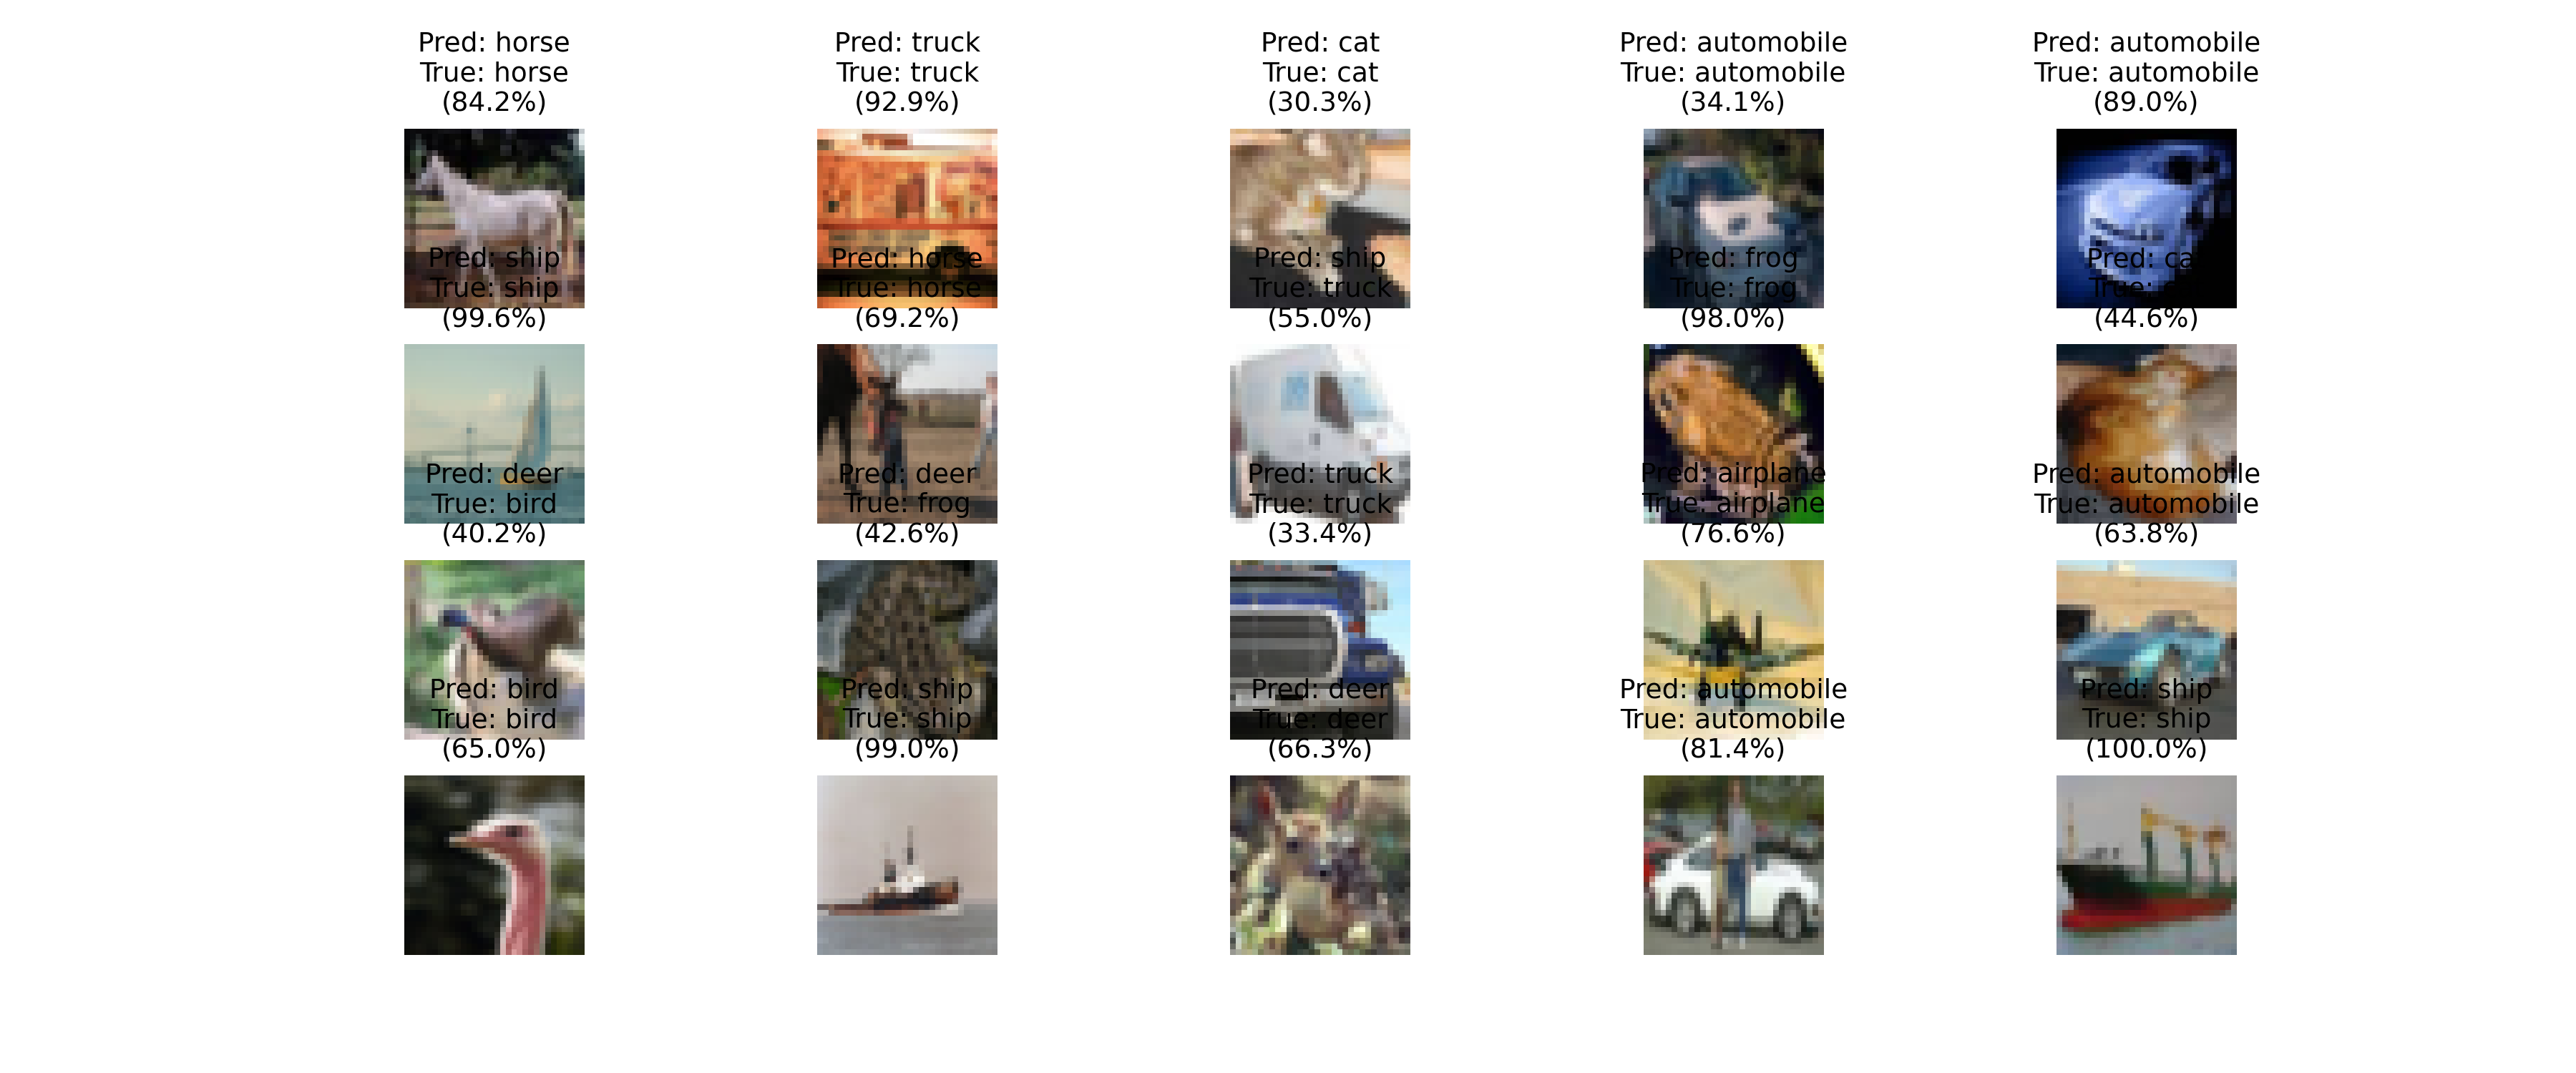 Pred: horse
True: horse
(84.2%)
Pred: truck
True: truck
(92.9%)
Pred: cat
True: cat
(30.3%)
Pred: automobile
True: automobile
(34.1%)
Pred: automobile
True: automobile
(89.0%)
Pred: ship
True: ship
(99.6%)
Pred: horse
True: horse
(69.2%)
Pred: ship
True: truck
(55.0%)
Pred: frog
True: frog
(98.0%)
Pred:
True:
(44.6%)
Pred: deer
True: bird
(40.2%)
Pred: deer
True: frog
(42.6%)
Pred: truck
True: truck
(33.4%)
Pred: airplane
True: airplane
(76.6%)
Pred: automobile
True: automobile
(63.8%)
Pred: bird
True: bird
(65.0%)
Pred: ship
True: ship
(99.0%)
Pred: deer
True: deer
(66.3%)
Pred: automobile
True: automobile
(81.4%)
Pred: ship
True: ship
(100.0%)